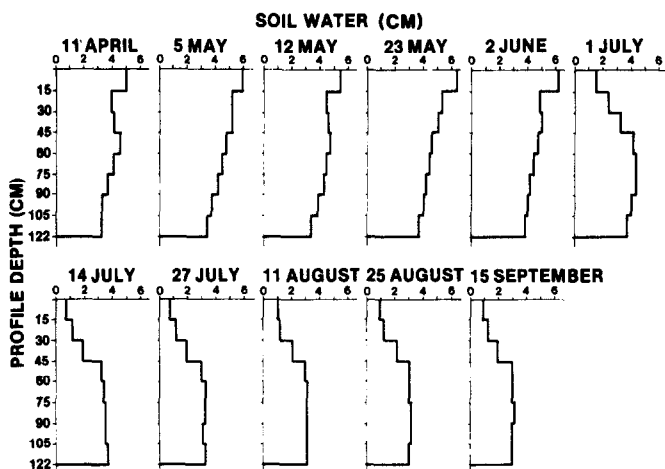 SOIL WATER (CM)
11 APRIL 5 MAY 12 MAY 23 MAY 2 JUNE 1 JULY
0 2 4 6 0 2 4 6 0 2 4 6 0 2 4 6 0 2 4 6 0 2 4 6
15
30
45
60
75
90
105
122
PROFILE DEPTH (CM)
14 JULY 27 JULY 11 AUGUST 25 AUGUST 15 SEPTEMBER
0 2 4 6 0 2 4 6 0 2 4 6 0 2 4 6 0 2 4 6
15
30
45
60
75
90
105
122